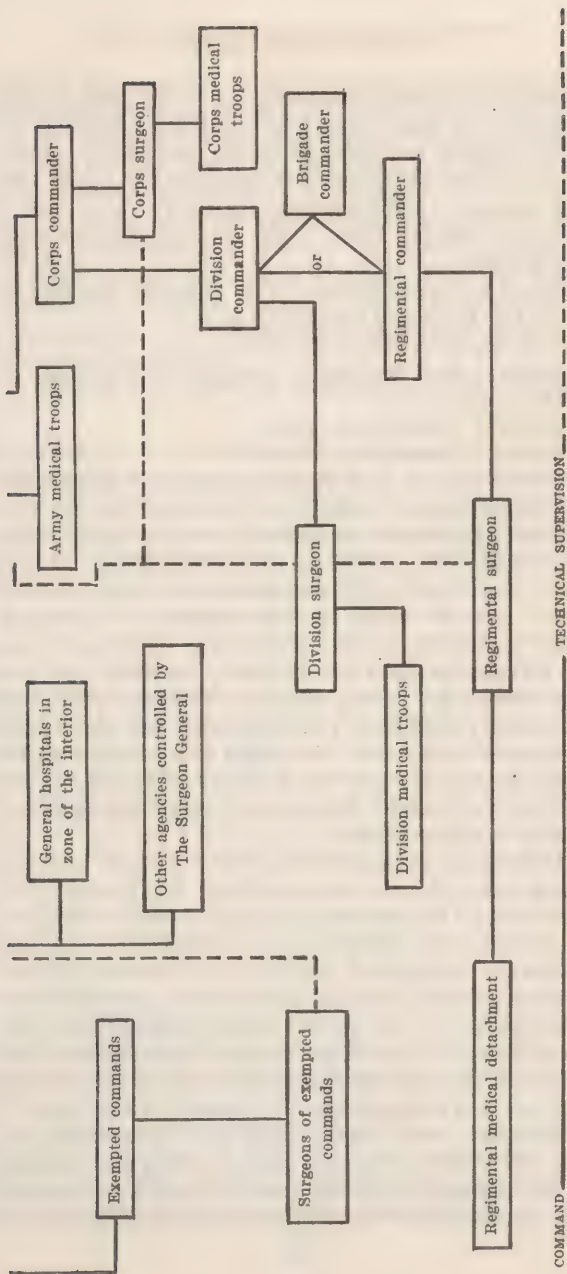 Exempted commands
Surgeons of exempted
commands
General hospitals in
zone of the interior
Other agencies controlled by
The Surgeon General
Army medical troops
Corps commander
Corps surgeon
Corps medical
troops
Division
commander
Brigade
commander
or
Regimental commander
Division surgeon
Division medical troops
Regimental surgeon
Regimental medical detachment
COMMAND
TECHNICAL SUPERVISION